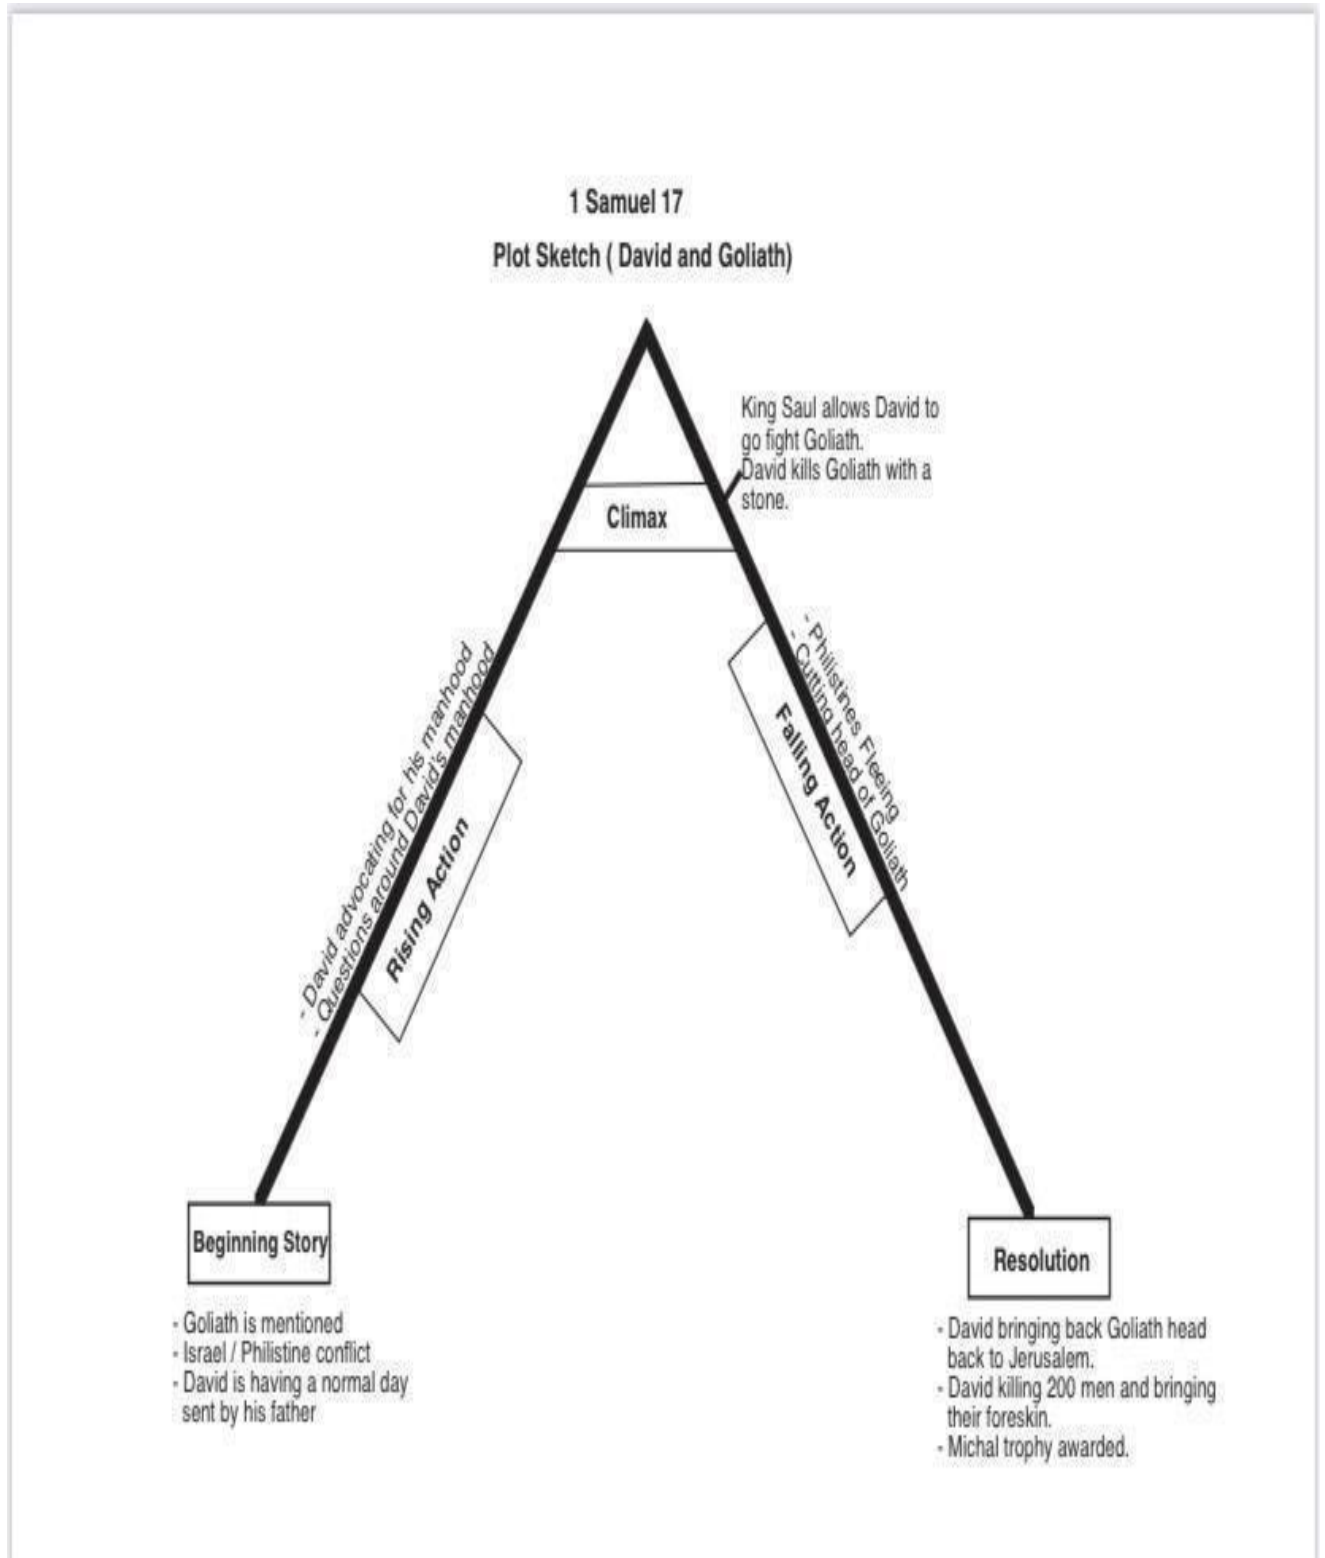 1 Samuel 17
Plot Sketch ( David and Goliath)
King Saul allows David to
go fight Goliath.
David kills Goliath with a
stone.
Climax
- David advocating for his manhood
- Questions around David's manhood
Rising Action
- Philistines Fleeing
- Cutting head of Goliath
Falling Action
Beginning Story
- Goliath is mentioned
- Israel / Philistine conflict
- David is having a normal day
sent by his father
Resolution
- David bringing back Goliath head
back to Jerusalem.
- David killing 200 men and bringing
their foreskin.
- Michal trophy awarded.